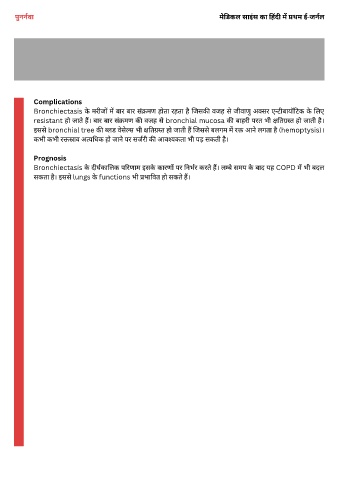 पुनर्नवा
मेडिकल साइंस का हिंदी में प्रथम ई-जर्नल
Complications
Bronchiectasis के मरीजों में बार बार संक्रमण होता रहता है जिसकी वजह से जीवाणु अक्सर एन्टीबायोटिक के लिए
resistant हो जाते हैं। बार बार संक्रमण की वजह से bronchial mucosa की बाहरी परत भी क्षतिग्रस्त हो जाती है।
इससे bronchial tree की ब्लड वेसेल्स भी क्षतिग्रस्त हो जाती हैं जिससे बलगम में रक्त आने लगता है (hemoptysis)।
कभी कभी रक्तस्त्राव अत्यधिक हो जाने पर सर्जरी की आवश्यकता भी पड़ सकती है।
Prognosis
Bronchiectasis के दीर्घकालिक परिणाम इसके कारणों पर निर्भर करते हैं। लम्बे समय के बाद यह COPD में भी बदल
सकता है। इससे lungs के functions भी प्रभावित हो सकते हैं।